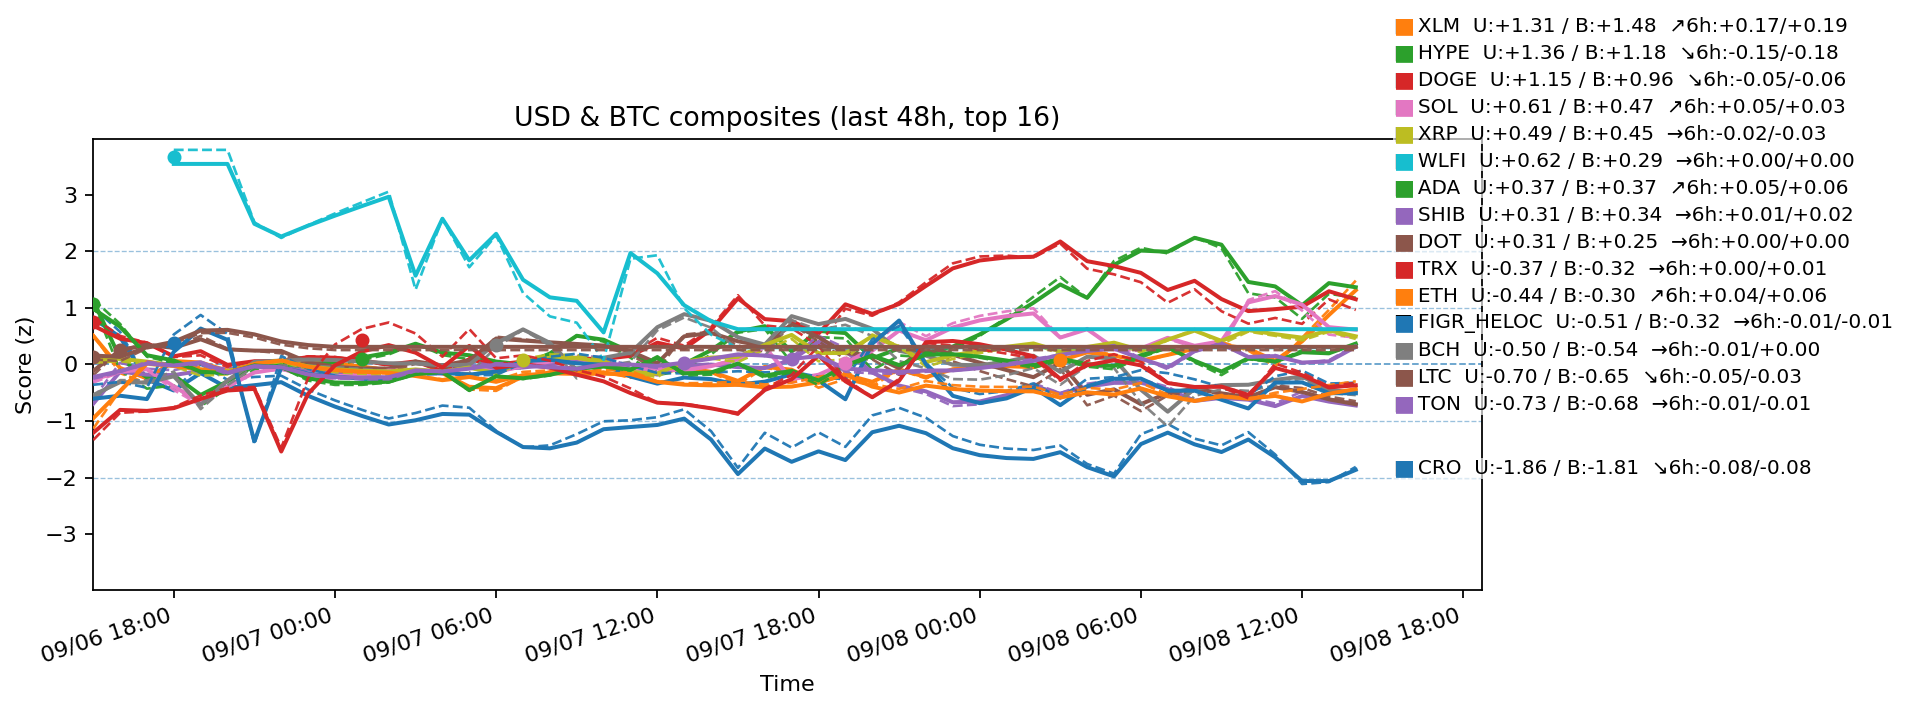 XLM  U:+1.31 / B:+1.48  ↗6h:+0.17/+0.19
HYPE  U:+1.36 / B:+1.18  ↘6h:-0.15/-0.18
DOGE  U:+1.15 / B:+0.96  ↘6h:-0.05/-0.06
SOL  U:+0.61 / B:+0.47  ↗6h:+0.05/+0.03
XRP  U:+0.49 / B:+0.45  →6h:-0.02/-0.03
WLFI  U:+0.62 / B:+0.29  →6h:+0.00/+0.00
ADA  U:+0.37 / B:+0.37  ↗6h:+0.05/+0.06
SHIB  U:+0.31 / B:+0.34  →6h:+0.01/+0.02
DOT  U:+0.31 / B:+0.25  →6h:+0.00/+0.00
TRX  U:-0.37 / B:-0.32  →6h:+0.00/+0.01
ETH  U:-0.44 / B:-0.30  ↗6h:+0.04/+0.06
FIGR_HELOC  U:-0.51 / B:-0.32  →6h:-0.01/-0.01
BCH  U:-0.50 / B:-0.54  →6h:-0.01/+0.00
LTC  U:-0.70 / B:-0.65  ↘6h:-0.05/-0.03
TON  U:-0.73 / B:-0.68  →6h:-0.01/-0.01
CRO  U:-1.86 / B:-1.81  ↘6h:-0.08/-0.08
USD & BTC composites (last 48h, top 16)
Score (z)
3
2
1
0
−1
−2
−3
09/06 18:00
09/07 00:00
09/07 06:00
09/07 12:00
09/07 18:00
09/08 00:00
09/08 06:00
09/08 12:00
09/08 18:00
Time